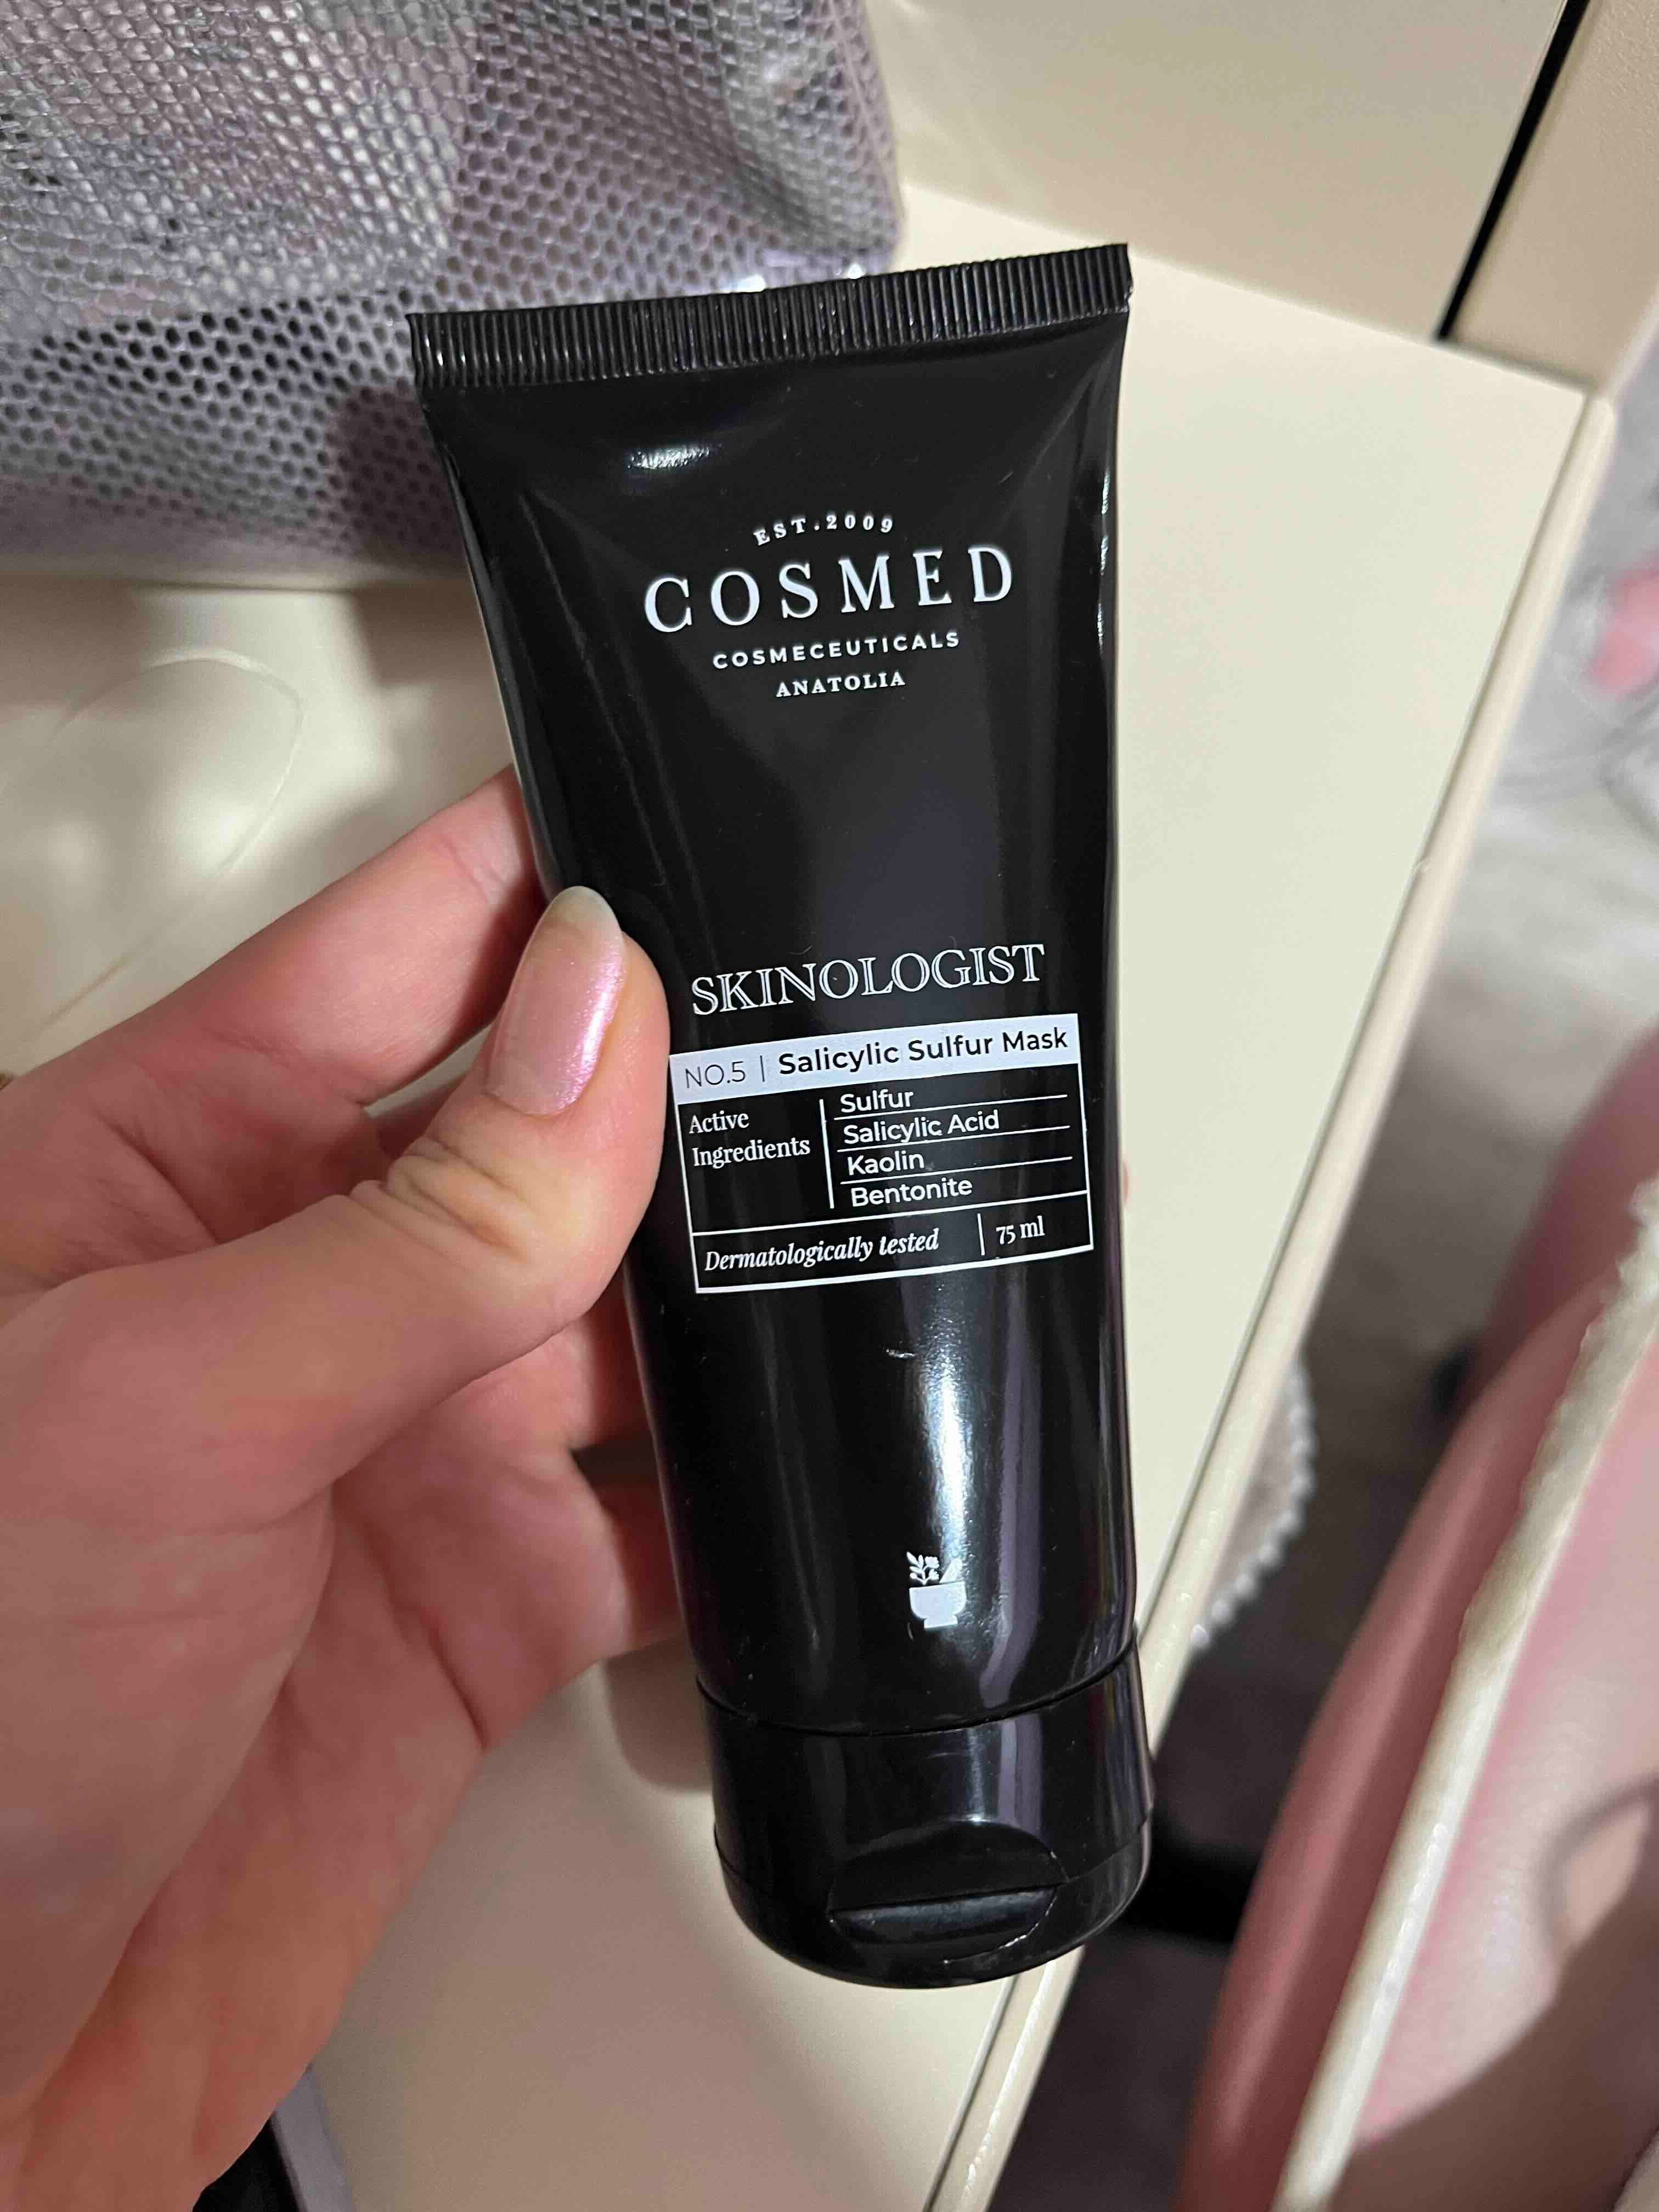 EST.2009
COSMED
COSMECEUTICALS
ANATOLIA
SKINOLOGIST
NO.5 | Salicylic Sulfur Mask
Active
Ingredients
Sulfur
Salicylic Acid
Kaolin
Bentonite
Dermatologically tested
75 ml